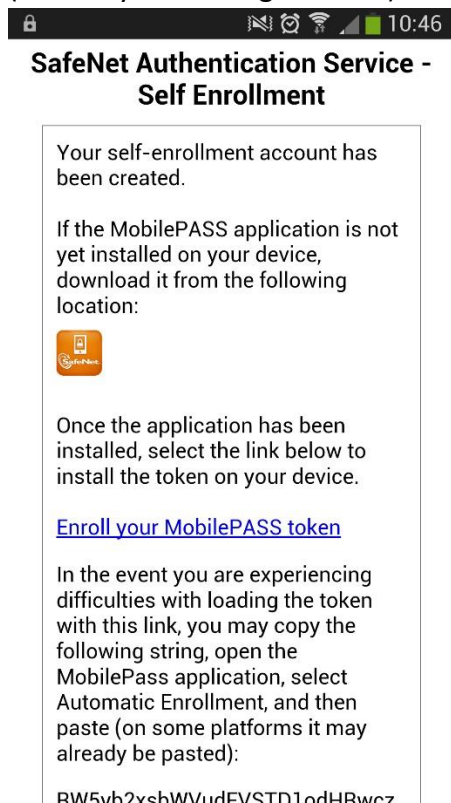 10:46
SafeNet Authentication Service -
Self Enrollment
Your self-enrollment account has
been created.
If the MobilePASS application is not
yet installed on your device,
download it from the following
location:
SafeNet
Once the application has been
installed, select the link below to
install the token on your device.
Enroll your MobilePASS token
In the event you are experiencing
difficulties with loading the token
with this link, you may copy the
following string, open the
MobilePass application, select
Automatic Enrollment, and then
paste (on some platforms it may
already be pasted):